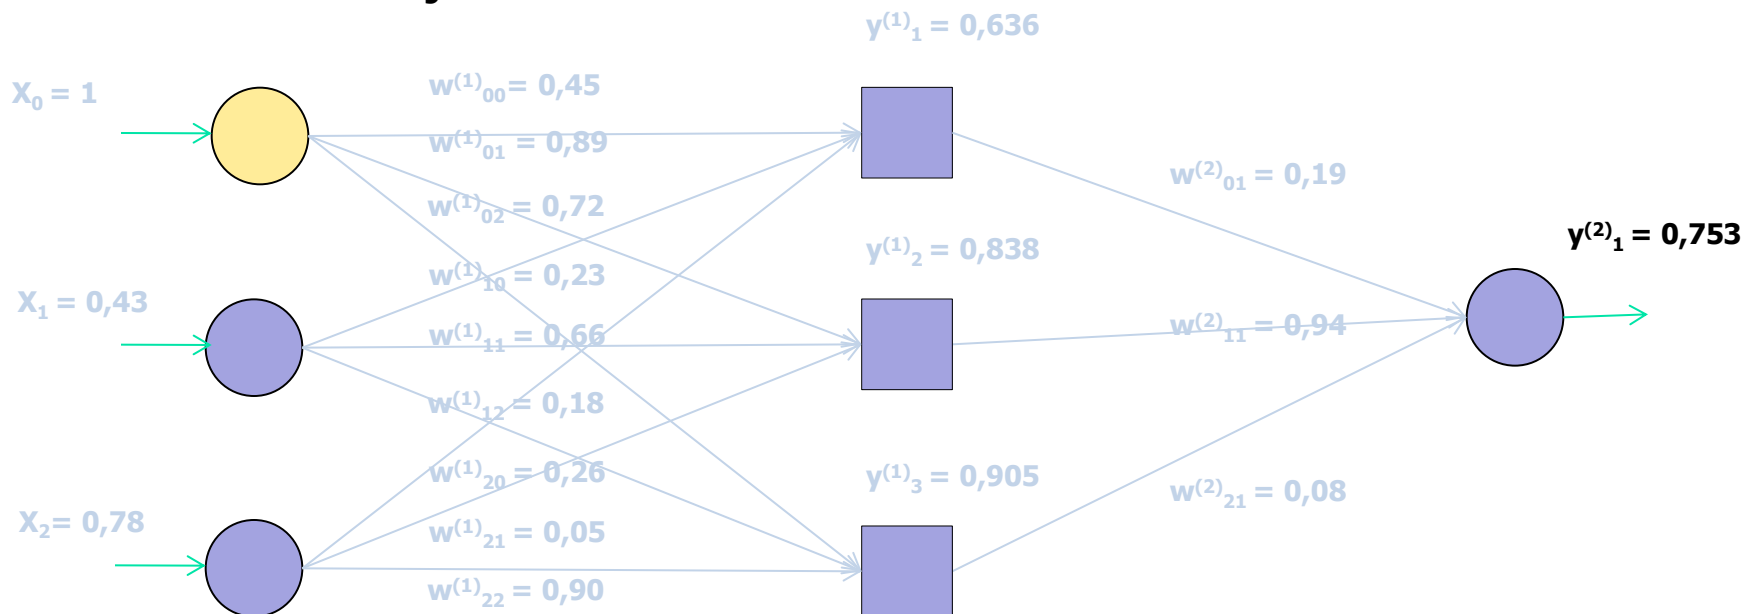 y⁽¹⁾₁ = 0,636
X₀ = 1
w⁽¹⁾₀₀= 0,45
w⁽¹⁾₀₁ = 0,89
w⁽¹⁾₀₂ = 0,72
w⁽²⁾₀₁ = 0,19
y⁽²⁾₁ = 0,753
y⁽¹⁾₂ = 0,838
X₁ = 0,43
w⁽¹⁾₁₀ = 0,23
w⁽¹⁾₁₁ = 0,66
w⁽²⁾₁₁ = 0,94
w⁽¹⁾₁₂ = 0,18
w⁽¹⁾₂₀ = 0,26
y⁽¹⁾₃ = 0,905
w⁽²⁾₂₁ = 0,08
X₂= 0,78
w⁽¹⁾₂₁ = 0,05
w⁽¹⁾₂₂ = 0,90